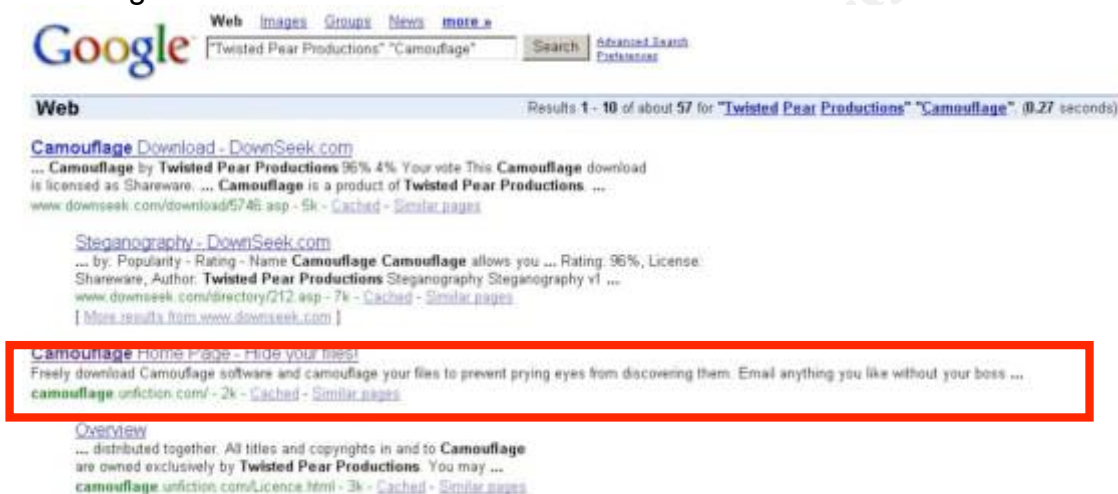 Web Images Groups News more »
Google "Twisted Pear Productions" "Camouflage" Search Advanced Search
Preferences
Web Results 1 - 10 of about 57 for "Twisted Pear Productions" "Camouflage". (0.27 seconds)
Camouflage Download - DownSeek.com
... Camouflage by Twisted Pear Productions 96% 4% Your vote This Camouflage download
is licensed as Shareware. ... Camouflage is a product of Twisted Pear Productions. ...
www.downseek.com/download/5746.asp - 5k - Cached - Similar pages
Steganography - DownSeek.com
... by: Popularity - Rating - Name Camouflage Camouflage allows you ... Rating: 96%, License:
Shareware, Author: Twisted Pear Productions Steganography Steganography v1 ...
www.downseek.com/directory/212.asp - 7k - Cached - Similar pages
[ More results from www.downseek.com ]
Camouflage Home Page - Hide your files!
Freely download Camouflage software and camouflage your files to prevent prying eyes from discovering them. Email anything you like without your boss ...
camouflage.unfiction.com/ - 2k - Cached - Similar pages
Overview
... distributed together. All titles and copyrights in and to Camouflage
are owned exclusively by Twisted Pear Productions. You may ...
camouflage.unfiction.com/Licence.html - 3k - Cached - Similar pages